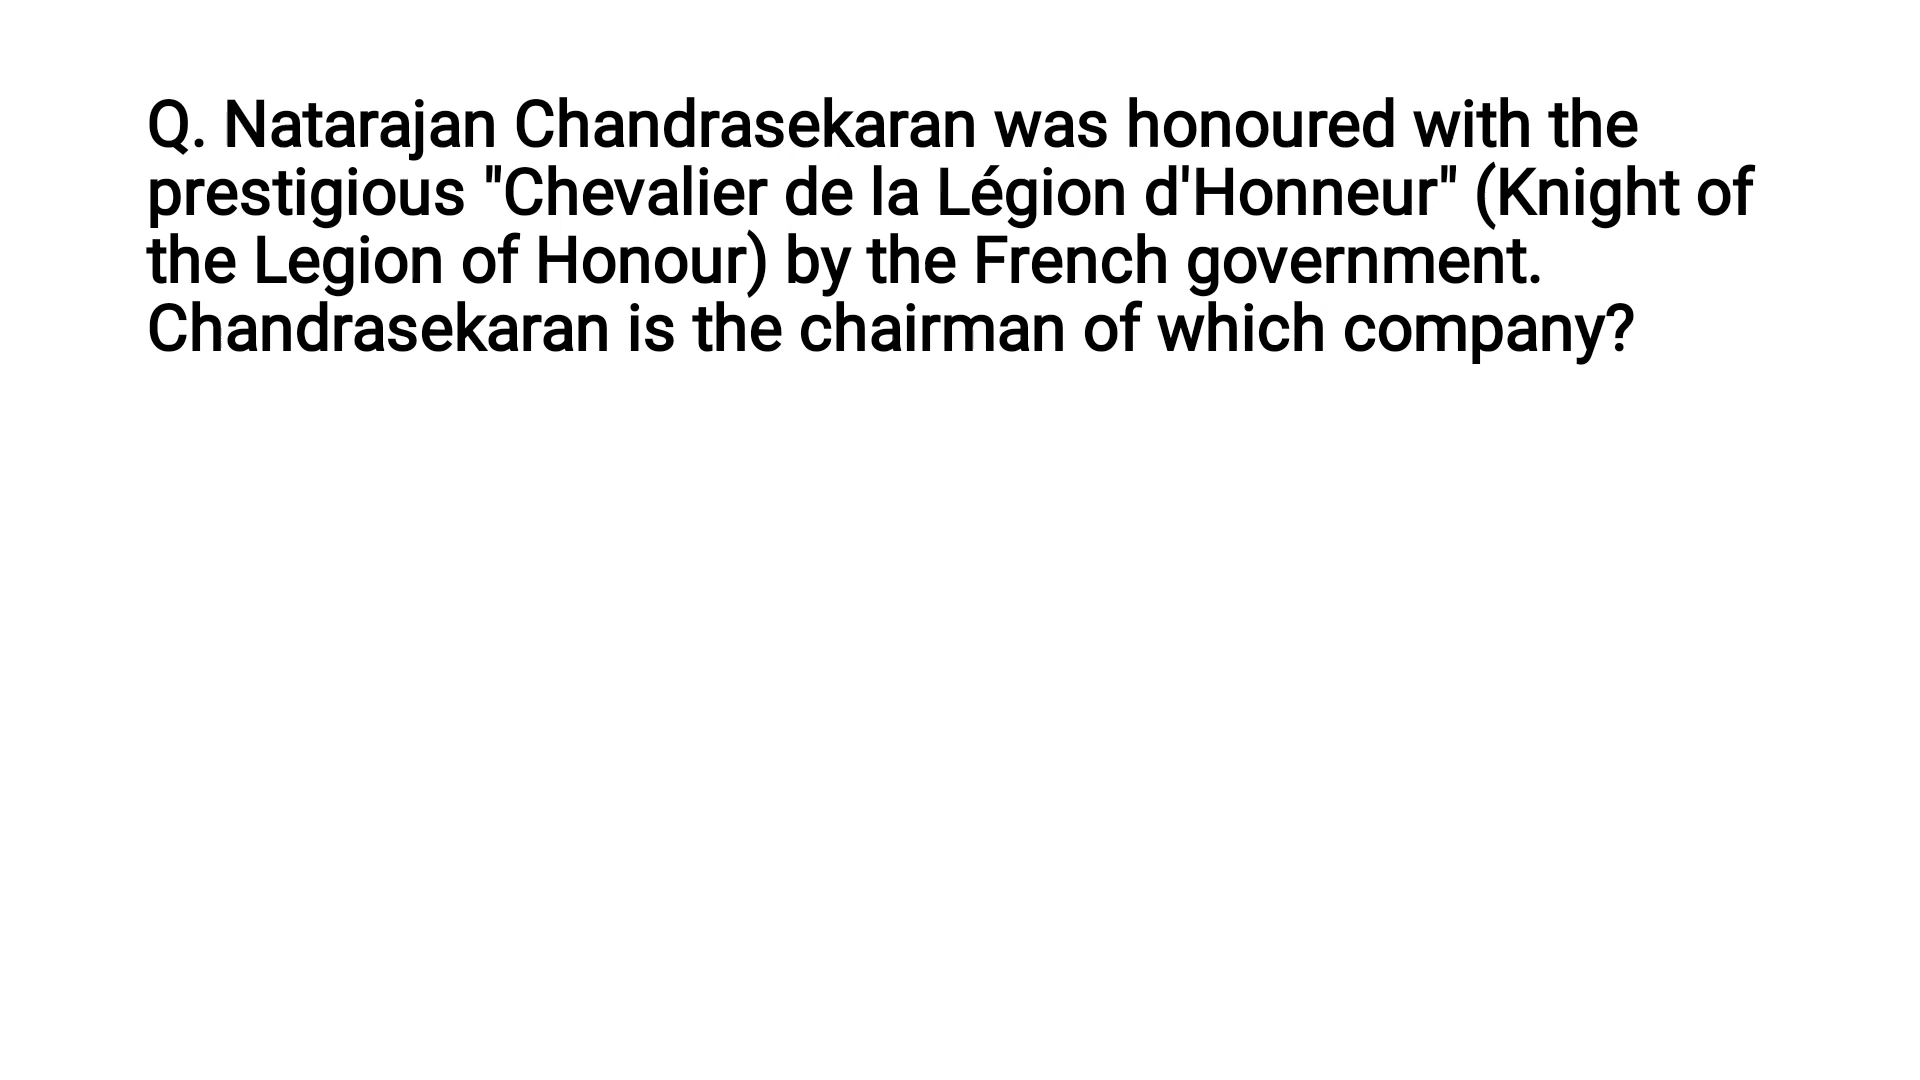 Q. Natarajan Chandrasekaran was honoured with the
prestigious "Chevalier de la Légion d'Honneur" (Knight of
the Legion of Honour) by the French government.
Chandrasekaran is the chairman of which company?